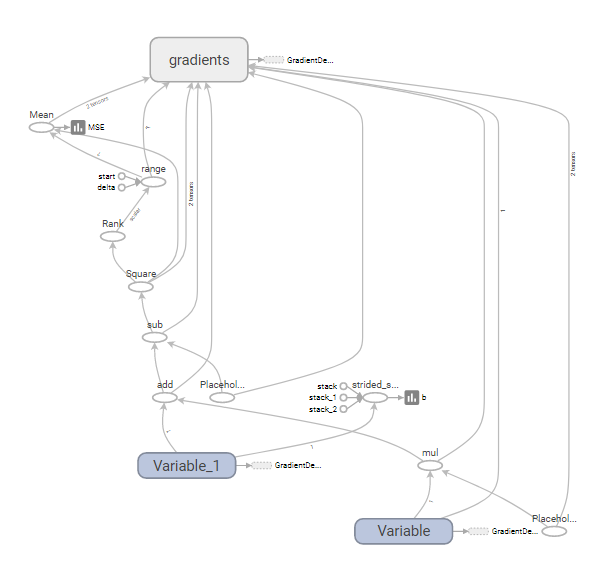 gradients
GradientDe...
2 tensors
Mean
MSE
range
start
delta
2 tensors
2 tensors
Rank
scalar
Square
sub
add
Placehol...
stack
strided_s...
stack_1
b
stack_2
mul
Variable_1
GradientDe...
Placehol...
Variable
GradientDe...